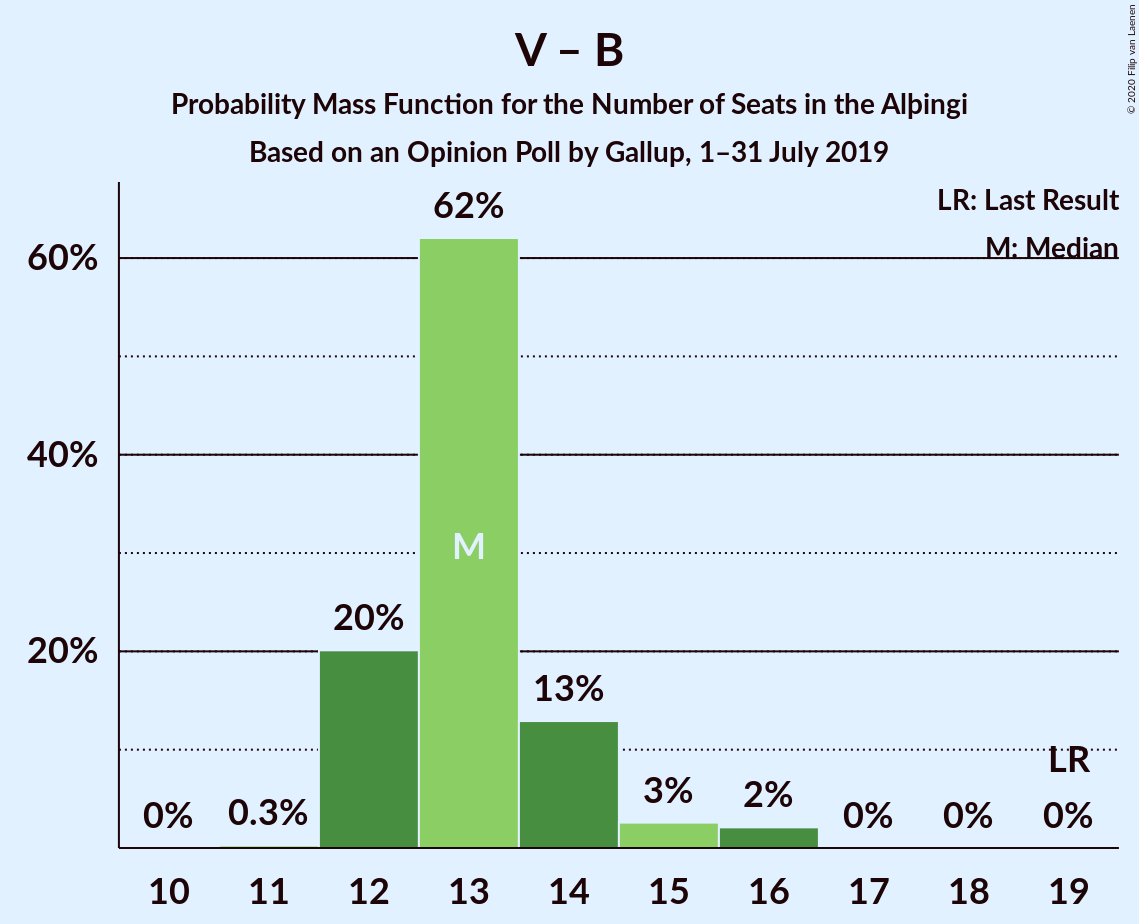 V – B
Probability Mass Function for the Number of Seats in the Alþingi
Based on an Opinion Poll by Gallup, 1–31 July 2019
© 2020 Filip van Laenen
LR: Last Result
M: Median
62%
60%
40%
M
20%
20%
13%
LR
3%
2%
0%
0.3%
0%
0%
0%
10 11 12 13 14 15 16 17 18 19